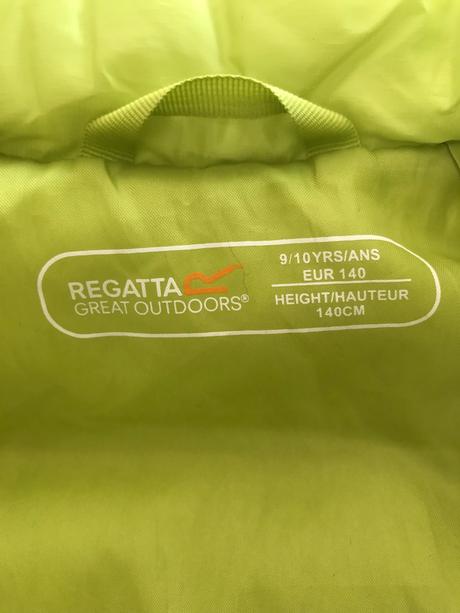 REGATTA
GREAT OUTDOORS®
9/10YRS/ANS
EUR 140
HEIGHT/HAUTEUR
140CM